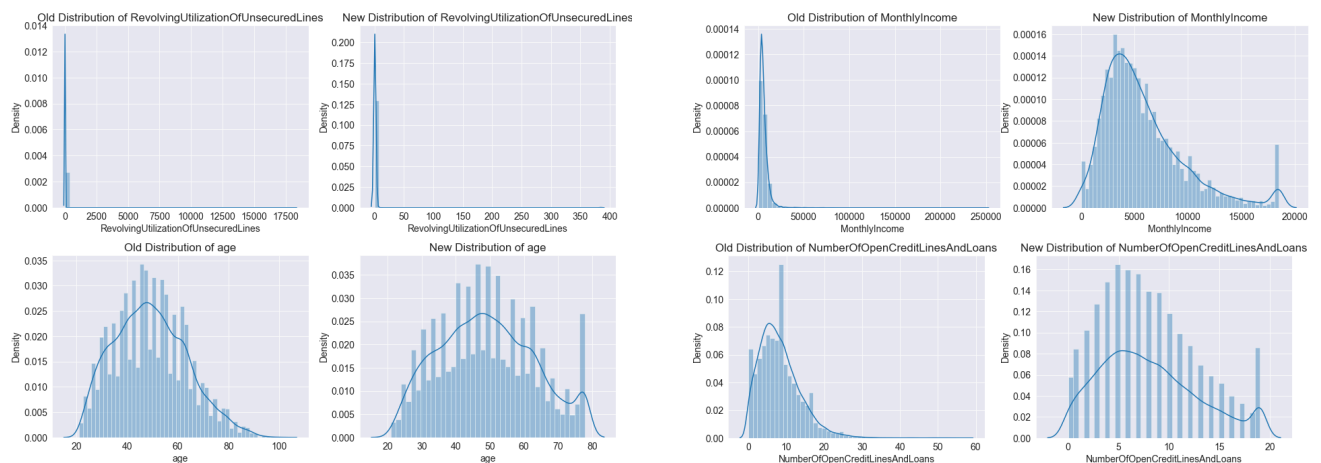 Old Distribution of RevolvingUtilizationOfUnsecuredLines
0.014
0.012
0.010
0.008
0.006
0.004
0.002
0.000
Density
0 2500 5000 7500 10000 12500 15000 17500
RevolvingUtilizationOfUnsecuredLines
New Distribution of RevolvingUtilizationOfUnsecuredLines
0.200
0.175
0.150
0.125
0.100
0.075
0.050
0.025
0.000
Density
0 50 100 150 200 250 300 350 400
RevolvingUtilizationOfUnsecuredLines
Old Distribution of MonthlyIncome
0.00014
0.00012
0.00010
0.00008
0.00006
0.00004
0.00002
0.00000
Density
0 50000 100000 150000 200000 250000
MonthlyIncome
New Distribution of MonthlyIncome
0.00016
0.00014
0.00012
0.00010
0.00008
0.00006
0.00004
0.00002
0.00000
Density
0 5000 10000 15000 20000
MonthlyIncome
Old Distribution of age
0.035
0.030
0.025
0.020
0.015
0.010
0.005
0.000
Density
20 40 60 80 100
age
New Distribution of age
0.035
0.030
0.025
0.020
0.015
0.010
0.005
0.000
Density
20 30 40 50 60 70 80
age
Old Distribution of NumberOfOpenCreditLinesAndLoans
0.12
0.10
0.08
0.06
0.04
0.02
0.00
Density
0 10 20 30 40 50 60
NumberOfOpenCreditLinesAndLoans
New Distribution of NumberOfOpenCreditLinesAndLoans
0.16
0.14
0.12
0.10
0.08
0.06
0.04
0.02
0.00
Density
0 5 10 15 20
NumberOfOpenCreditLinesAndLoans